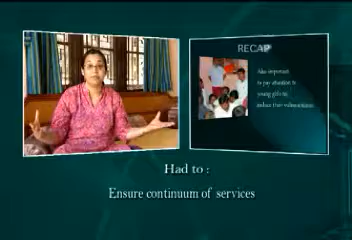 RECAP
Also important
to pay attention to
young girls to
reduce their vulnerabilities
Had to :
Ensure continuum of services